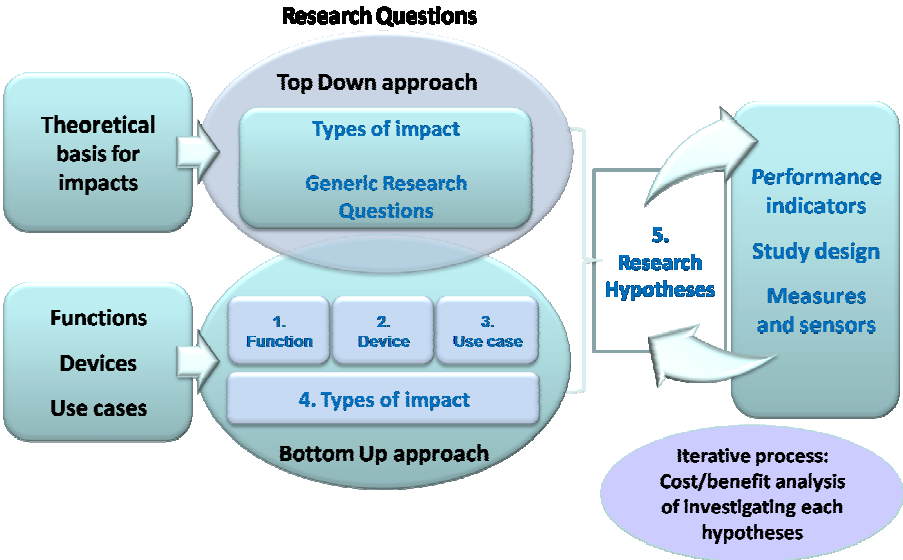 Research Questions
Top Down approach
Theoretical
basis for
impacts
Types of impact
Generic Research
Questions
Functions
Devices
Use cases
1.
Function
2.
Device
3.
Use case
4. Types of impact
Bottom Up approach
5.
Research
Hypotheses
Performance
indicators
Study design
Measures
and sensors
Iterative process:
Cost/benefit analysis
of investigating each
hypotheses